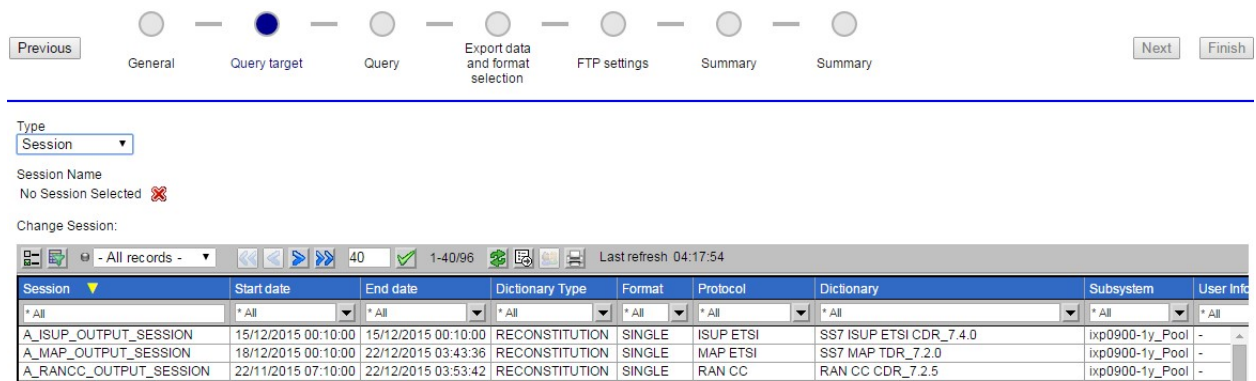 Previous
General
Query target
Query
Export data
and format
selection
FTP settings
Summary
Summary
Next
Finish
Type
Session
Session Name
No Session Selected
Change Session:
- All records -
40
1-40/96
Last refresh 04:17:54
Session Start date End date Dictionary Type Format Protocol Dictionary Subsystem User Info
* All * All * All * All * All * All * All * All * All
A_ISUP_OUTPUT_SESSION 15/12/2015 00:10:00 15/12/2015 00:10:00 RECONSTITUTION SINGLE ISUP ETSI SS7 ISUP ETSI CDR_7.4.0 ixp0900-1y_Pool -
A_MAP_OUTPUT_SESSION 18/12/2015 00:10:00 22/12/2015 03:43:36 RECONSTITUTION SINGLE MAP ETSI SS7 MAP TDR_7.2.0 ixp0900-1y_Pool -
A_RANCC_OUTPUT_SESSION 22/11/2015 07:10:00 22/12/2015 03:53:42 RECONSTITUTION SINGLE RAN CC RAN CC CDR_7.2.5 ixp0900-1y_Pool -